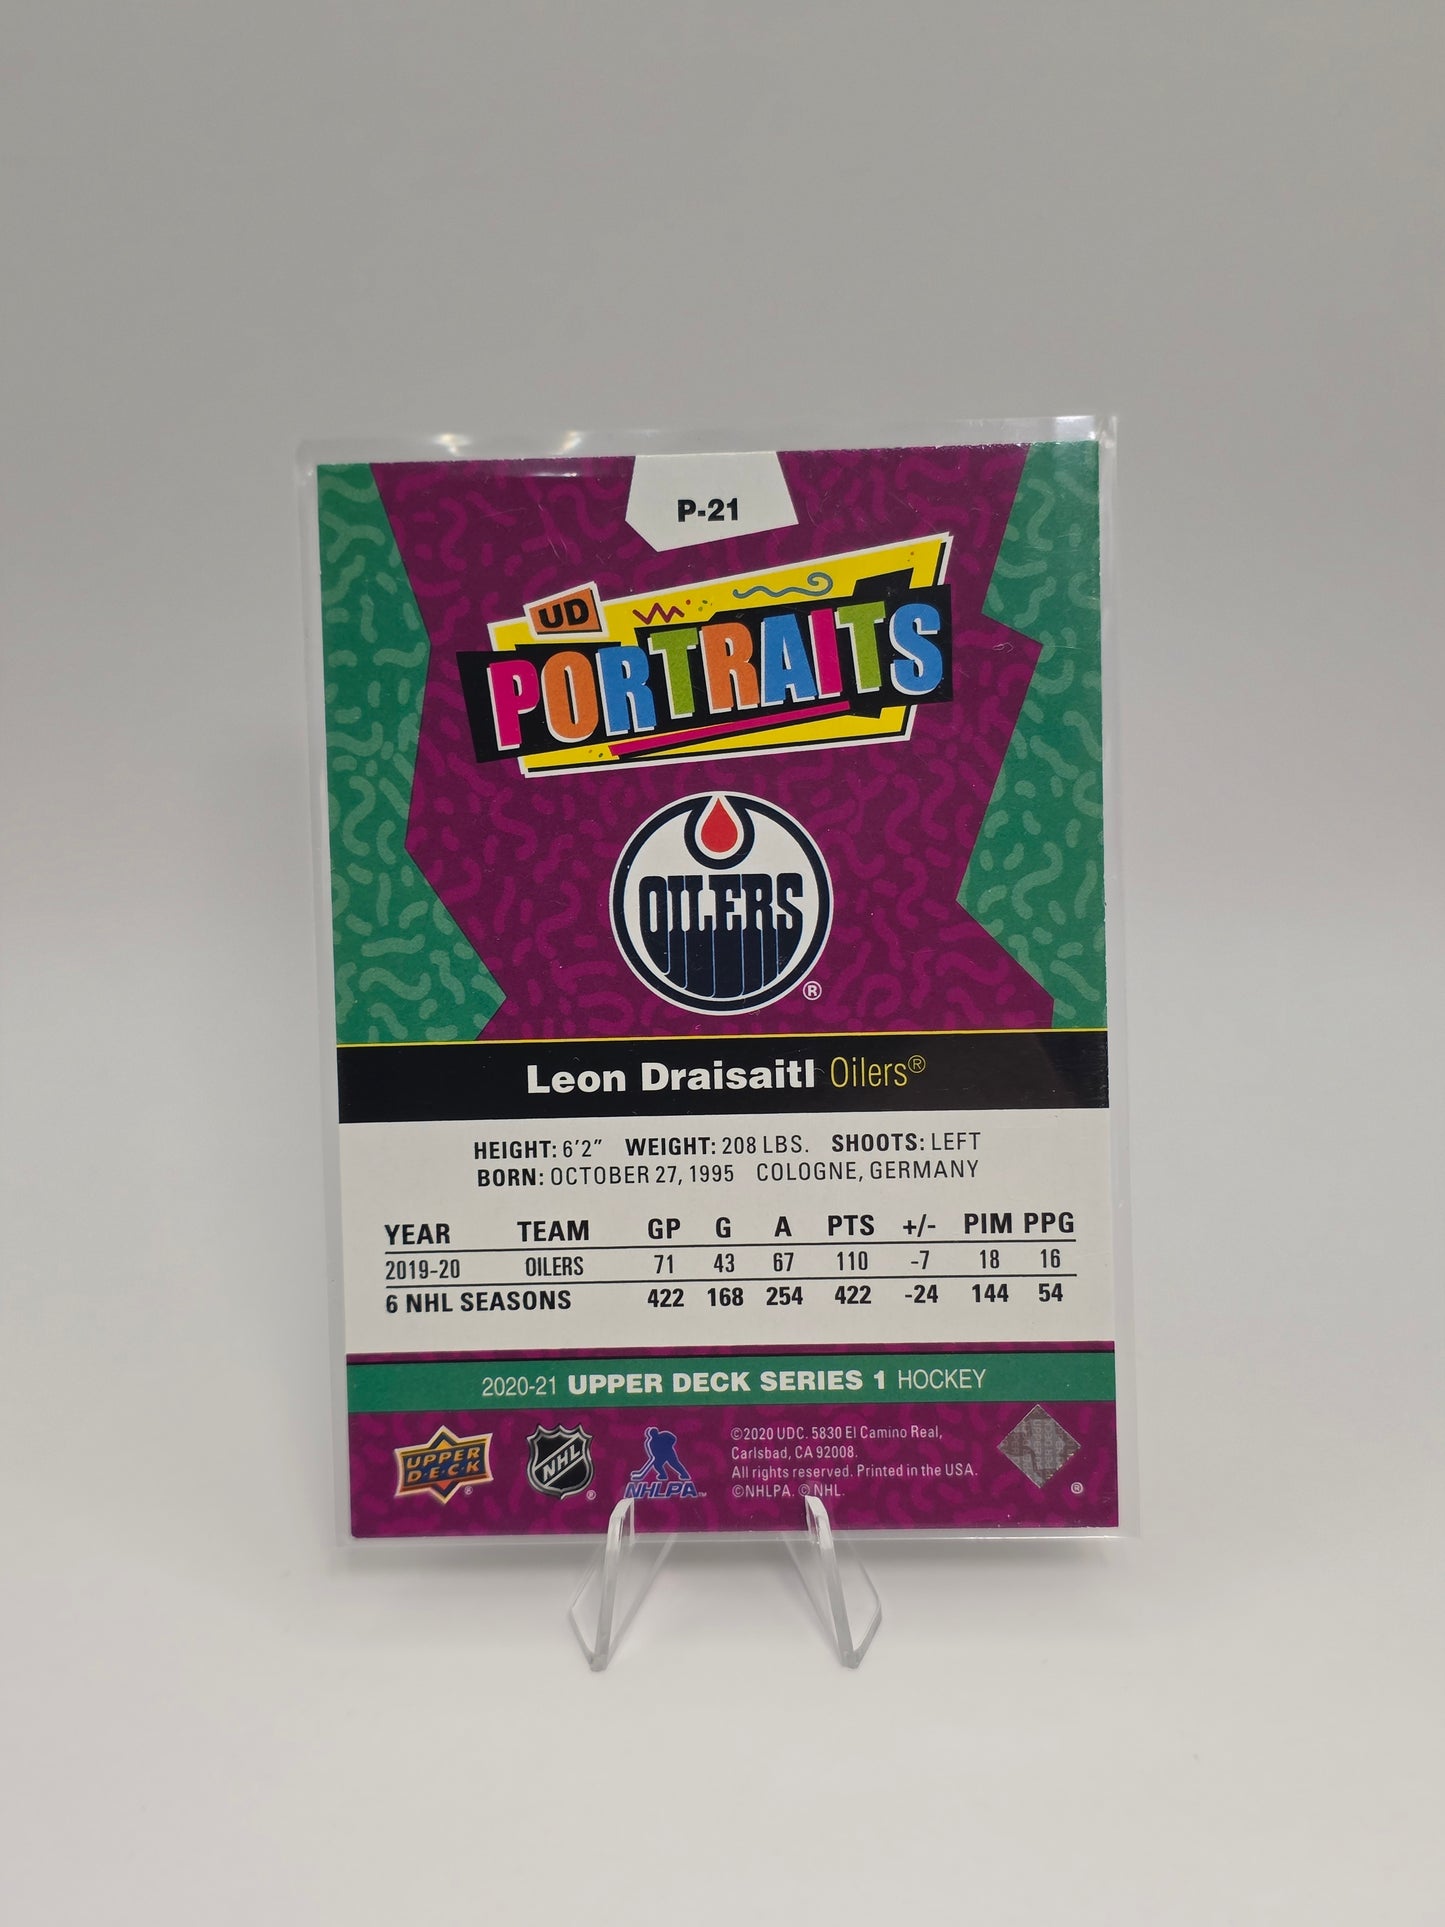 P-21
UD
PORTRAITS
OILERS
®
Leon Draisaitl Oilers®
HEIGHT: 6'2" WEIGHT: 208 LBS. SHOOTS: LEFT
BORN: OCTOBER 27, 1995 COLOGNE, GERMANY
YEAR TEAM GP G A PTS +/- PIM PPG
2019-20 OILERS 71 43 67 110 -7 18 16
6 NHL SEASONS 422 168 254 422 -24 144 54
2020-21 UPPER DECK SERIES 1 HOCKEY
UPPER
D·E·C·K
®
NHL
®
NHLPA™
©2020 UDC. 5830 El Camino Real,
Carlsbad, CA 92008.
All rights reserved. Printed in the USA.
©NHLPA. © NHL.
®